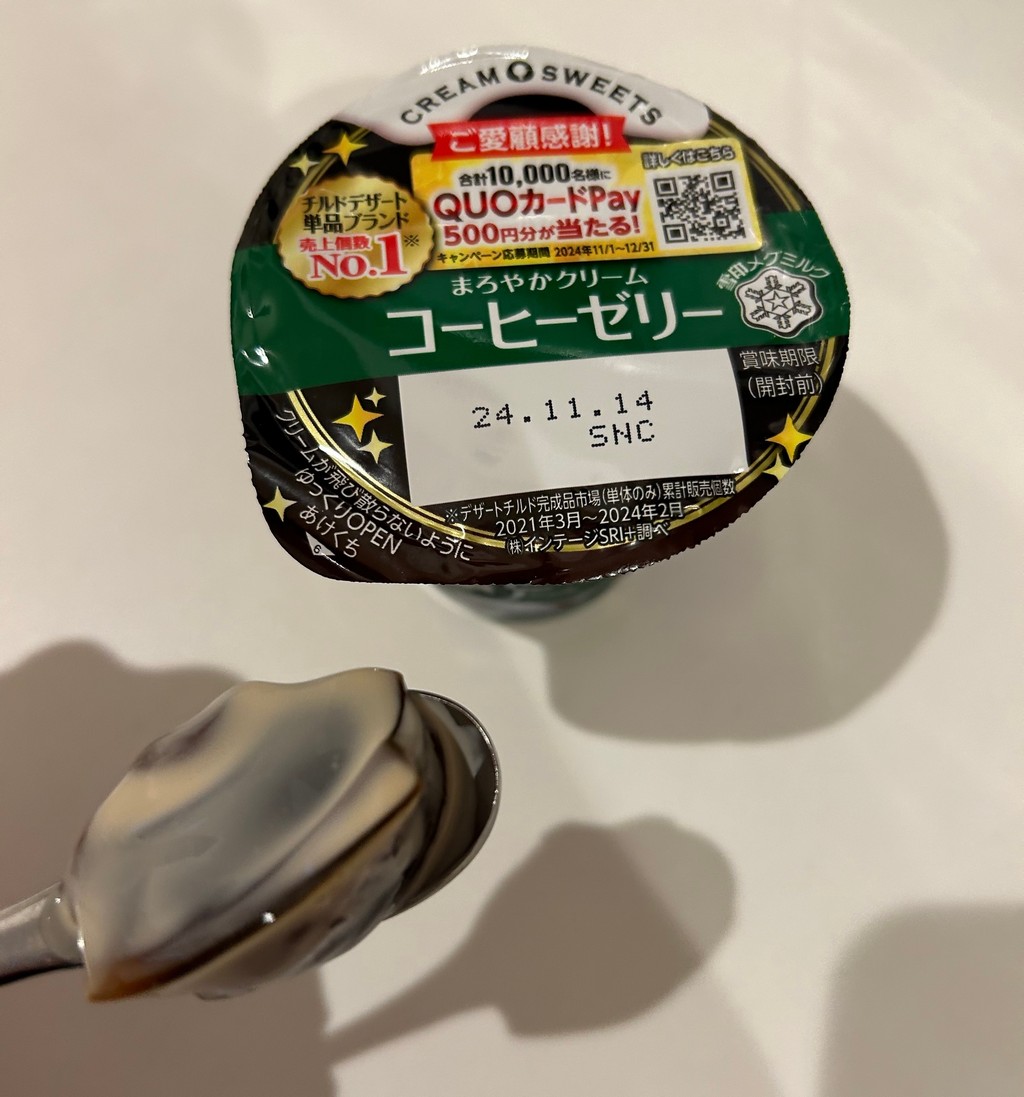 CREAM SWEETS
ご愛顧感謝!
合計10,000名様に
QUOカードPay
500円分が当たる!
キャンペーン応募期間 2024年11/1〜12/31
詳しくはこちら
チルドデザート
単品ブランド
売上個数※
No.1
まろやかクリーム
コーヒーゼリー
雪印メグミルク
賞味期限
(開封前)
24.11.14
SNC
※デザートチルド完成品市場(単体のみ)累計販売個数
2021年3月〜2024年2月
㈱インテージSRI+調べ
クリームが飛び散らないように
ゆっくりOPEN
あけくち
6